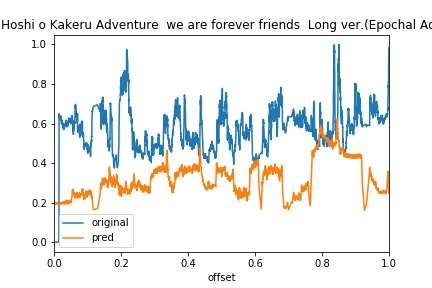 Hoshi o Kakeru Adventure  we are forever friends  Long ver.(Epochal Ad
1.0
0.8
0.6
0.4
0.2
0.0
original
pred
0.0 0.2 0.4 0.6 0.8 1.0
offset